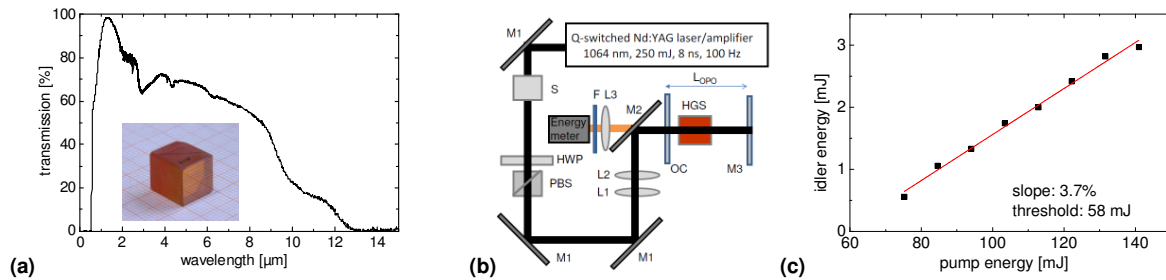 100
80
60
40
20
0
transmission [%]
0 2 4 6 8 10 12 14
wavelength [µm]
(a)
M1
Q-switched Nd:YAG laser/amplifier
1064 nm, 250 mJ, 8 ns, 100 Hz
S
F L3
M2
L_OPO
HGS
Energy
meter
HWP
PBS
L2
L1
OC
M3
M1
M1
(b)
3
2
1
0
idler energy [mJ]
slope: 3.7%
threshold: 58 mJ
60 80 100 120 140
pump energy [mJ]
(c)